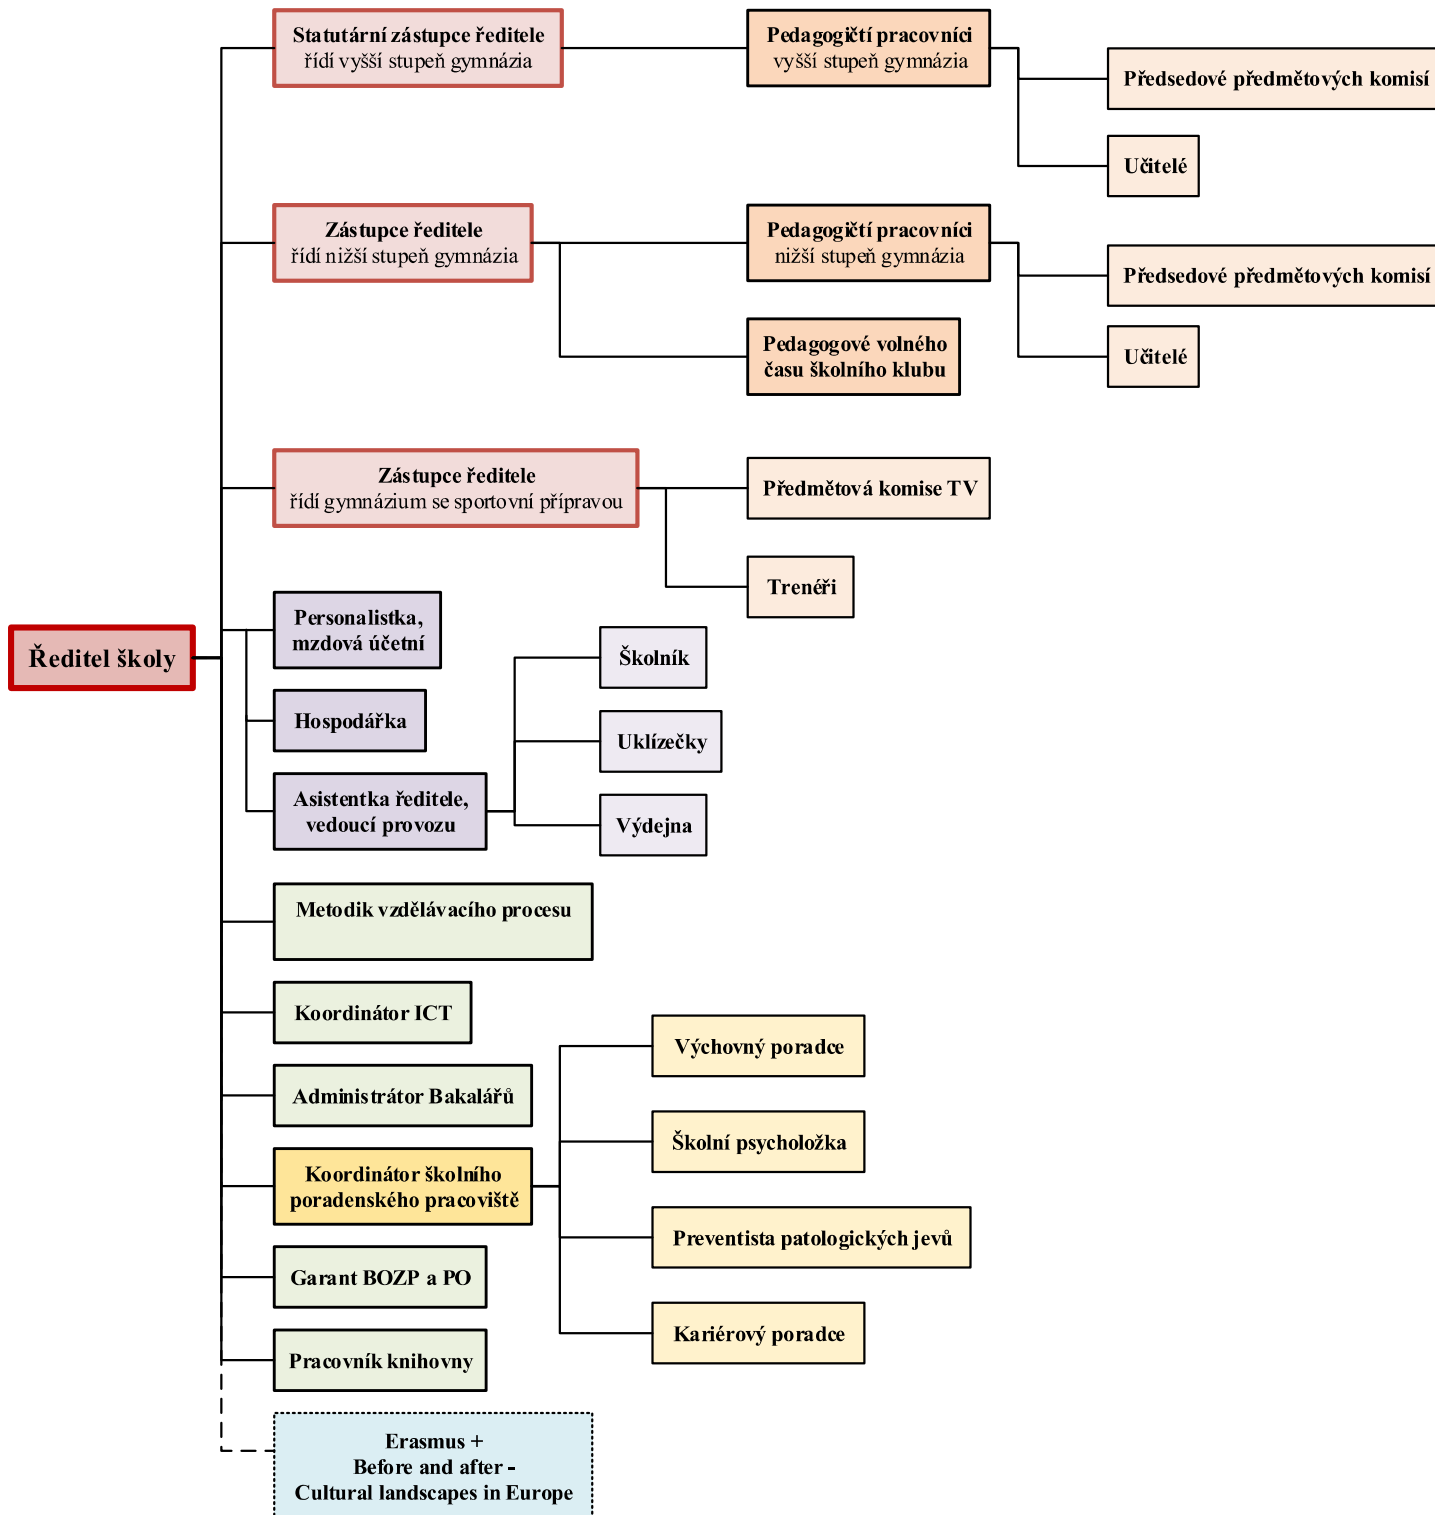 Statutární zástupce ředitele
řídí vyšší stupeň gymnázia
Pedagogičtí pracovníci
vyšší stupeň gymnázia
Předsedové předmětových komisí
Učitelé
Zástupce ředitele
řídí nižší stupeň gymnázia
Pedagogičtí pracovníci
nižší stupeň gymnázia
Předsedové předmětových komisí
Učitelé
Pedagogové volného
času školního klubu
Zástupce ředitele
řídí gymnázium se sportovní přípravou
Předmětová komise TV
Trenéři
Ředitel školy
Personalistka,
mzdová účetní
Hospodářka
Asistentka ředitele,
vedoucí provozu
Školník
Uklízečky
Výdejna
Metodik vzdělávacího procesu
Koordinátor ICT
Administrátor Bakalářů
Koordinátor školního
poradenského pracoviště
Výchovný poradce
Školní psycholožka
Preventista patologických jevů
Kariérový poradce
Garant BOZP a PO
Pracovník knihovny
Erasmus +
Before and after -
Cultural landscapes in Europe